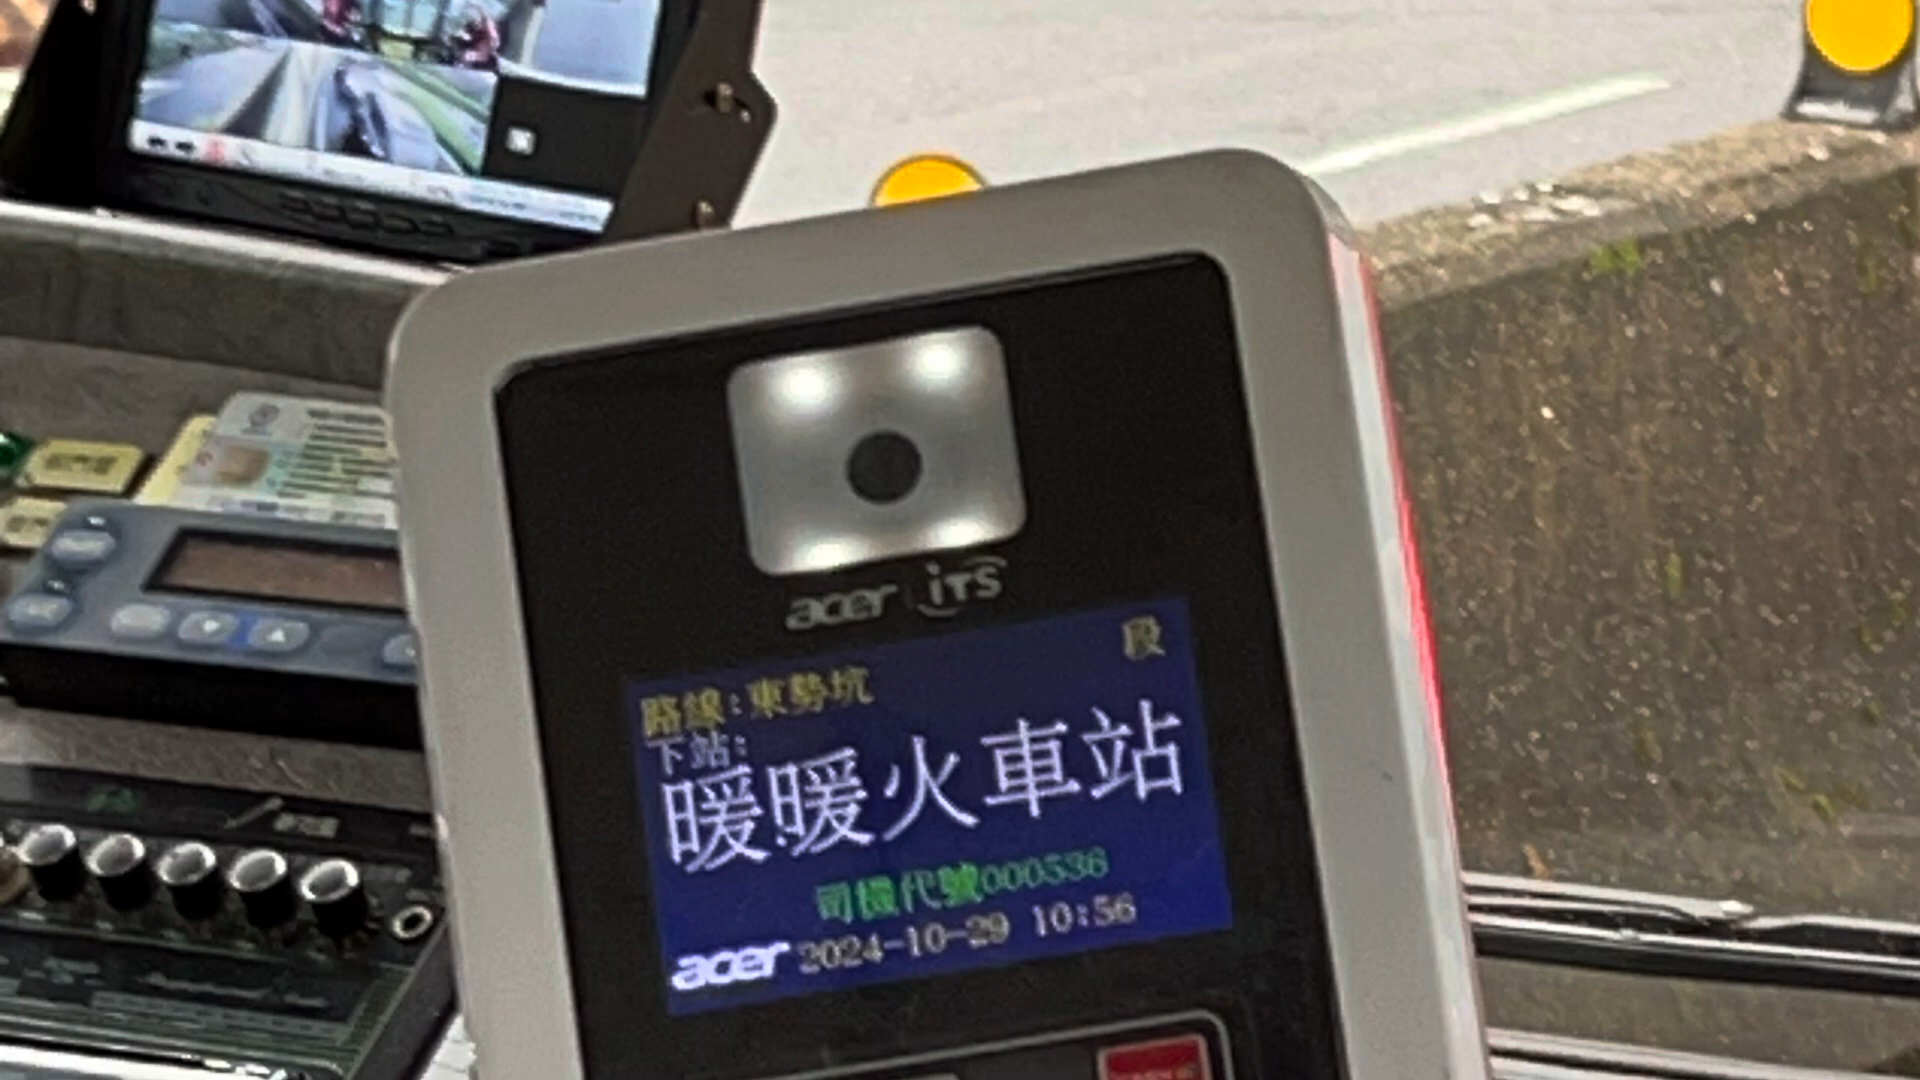 acer iTS
段
路線:東勢坑
下站:
暖暖火車站
司機代號000536
acer 2024-10-29 10:56